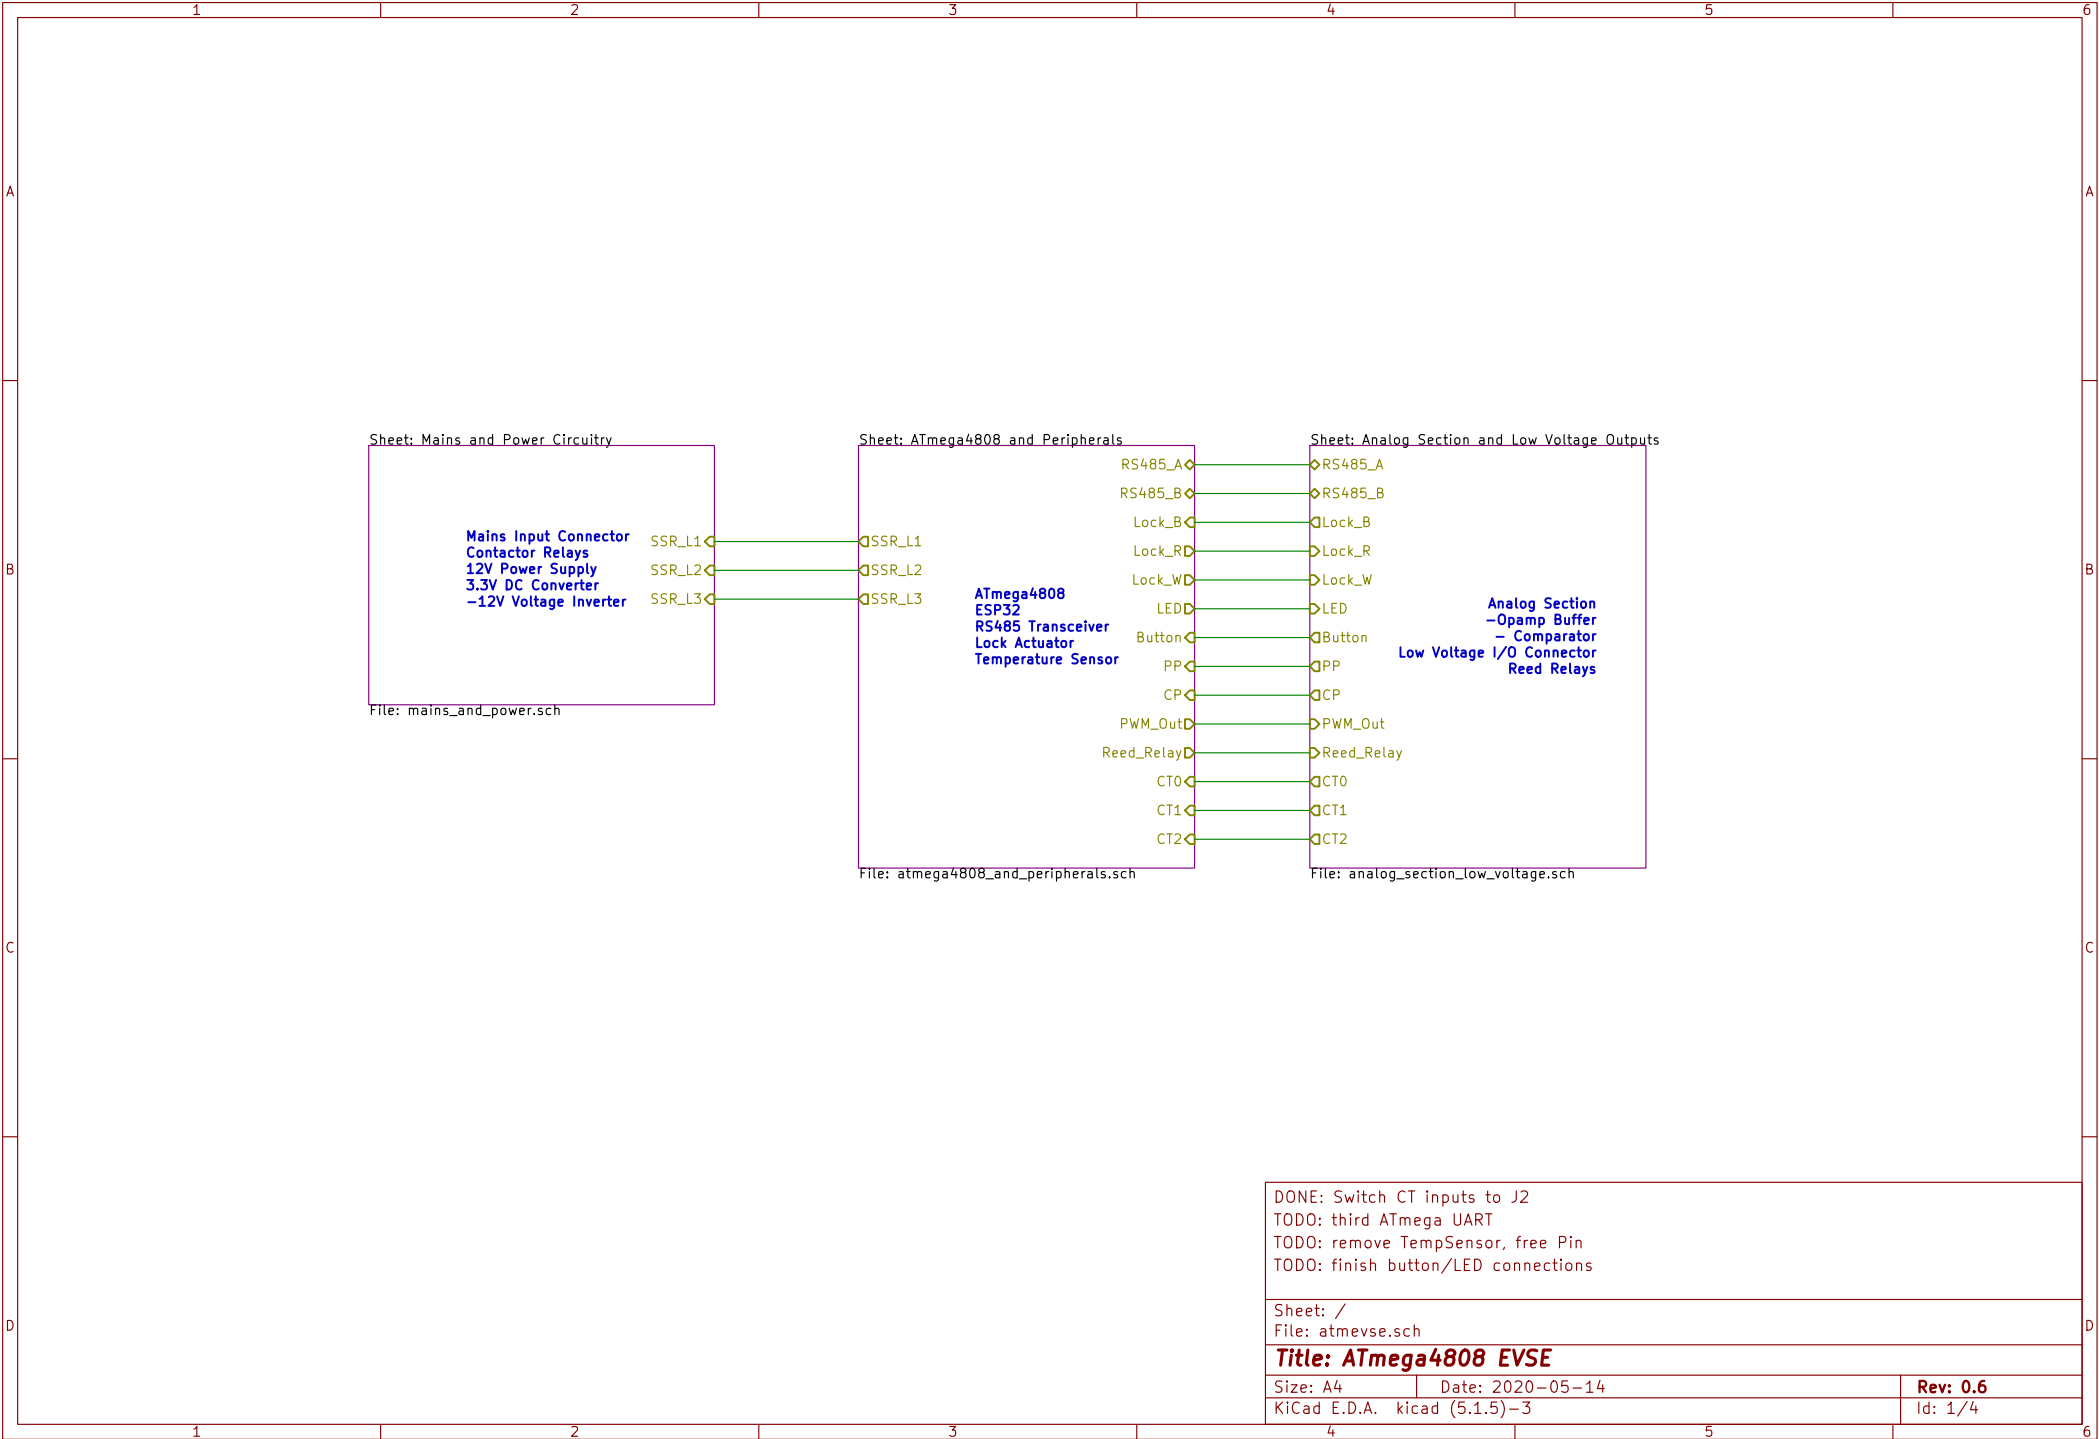 1 2 3 4 5 6
A A
B B
C C
D D
Sheet: Mains and Power Circuitry
Mains Input Connector
Contactor Relays
12V Power Supply
3.3V DC Converter
-12V Voltage Inverter
SSR_L1
SSR_L2
SSR_L3
File: mains_and_power.sch
Sheet: ATmega4808 and Peripherals
SSR_L1
SSR_L2
SSR_L3
ATmega4808
ESP32
RS485 Transceiver
Lock Actuator
Temperature Sensor
RS485_A
RS485_B
Lock_B
Lock_R
Lock_W
LED
Button
PP
CP
PWM_Out
Reed_Relay
CT0
CT1
CT2
File: atmega4808_and_peripherals.sch
Sheet: Analog Section and Low Voltage Outputs
RS485_A
RS485_B
Lock_B
Lock_R
Lock_W
LED
Button
PP
CP
PWM_Out
Reed_Relay
CT0
CT1
CT2
Analog Section
-Opamp Buffer
- Comparator
Low Voltage I/O Connector
Reed Relays
File: analog_section_low_voltage.sch
DONE: Switch CT inputs to J2
TODO: third ATmega UART
TODO: remove TempSensor, free Pin
TODO: finish button/LED connections
Sheet: /
File: atmevse.sch
Title: ATmega4808 EVSE
Size: A4 Date: 2020-05-14 Rev: 0.6
KiCad E.D.A. kicad (5.1.5)-3 Id: 1/4
1 2 3 4 5 6